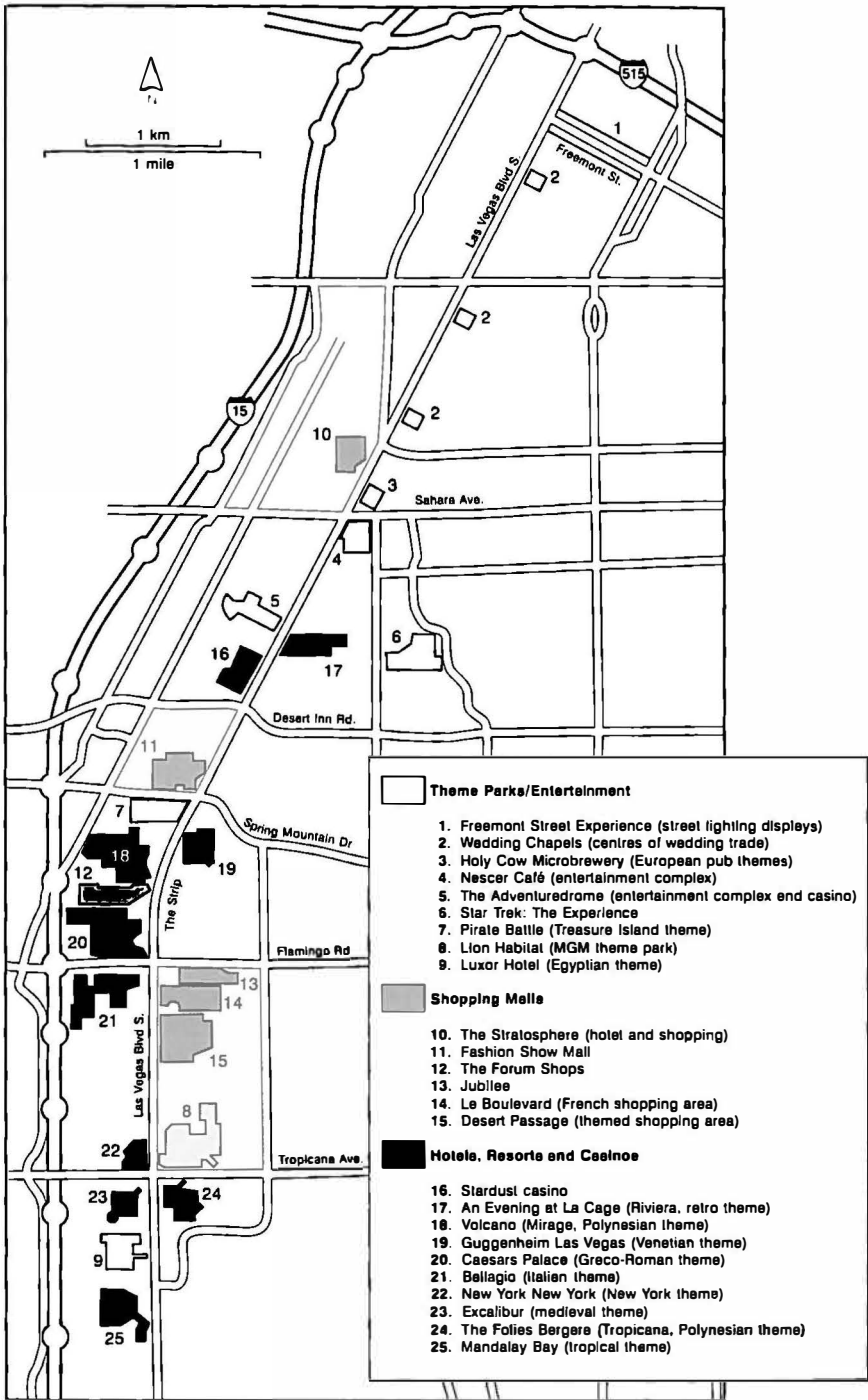 515
N
1 km
1 mile
1
Freemont St.
2
Las Vegas Blvd S.
2
15
2
10
3
Sahara Ave.
4
5
6
16
17
Desert Inn Rd.
11
7
Spring Mountain Dr
18
19
12
The Strip
20
Flamingo Rd
13
14
21
15
Las Vegas Blvd S.
8
22
Tropicana Ave.
23
24
9
25
Theme Parks/Entertainment
1. Freemont Street Experience (street lighting displays)
2. Wedding Chapels (centres of wedding trade)
3. Holy Cow Microbrewery (European pub themes)
4. Nescer Café (entertainment complex)
5. The Adventuredrome (entertainment complex end casino)
6. Star Trek: The Experience
7. Pirate Battle (Treasure Island theme)
8. Lion Habital (MGM theme park)
9. Luxor Hotel (Egyptian theme)
Shopping Melle
10. The Stratosphere (hotel and shopping)
11. Fashion Show Mall
12. The Forum Shops
13. Jubilee
14. Le Boulevard (French shopping area)
15. Desert Passage (themed shopping area)
Hotele, Resorte end Ceeinoe
16. Stardust casino
17. An Evening at La Cage (Riviera, retro theme)
18. Volcano (Mirage, Polynesian theme)
19. Guggenheim Las Vegas (Venetian theme)
20. Caesars Palace (Greco-Roman theme)
21. Bellagio (Italien theme)
22. New York New York (New York theme)
23. Excalibur (medieval theme)
24. The Folies Bergere (Tropicana, Polynesian theme)
25. Mandalay Bay (tropical theme)